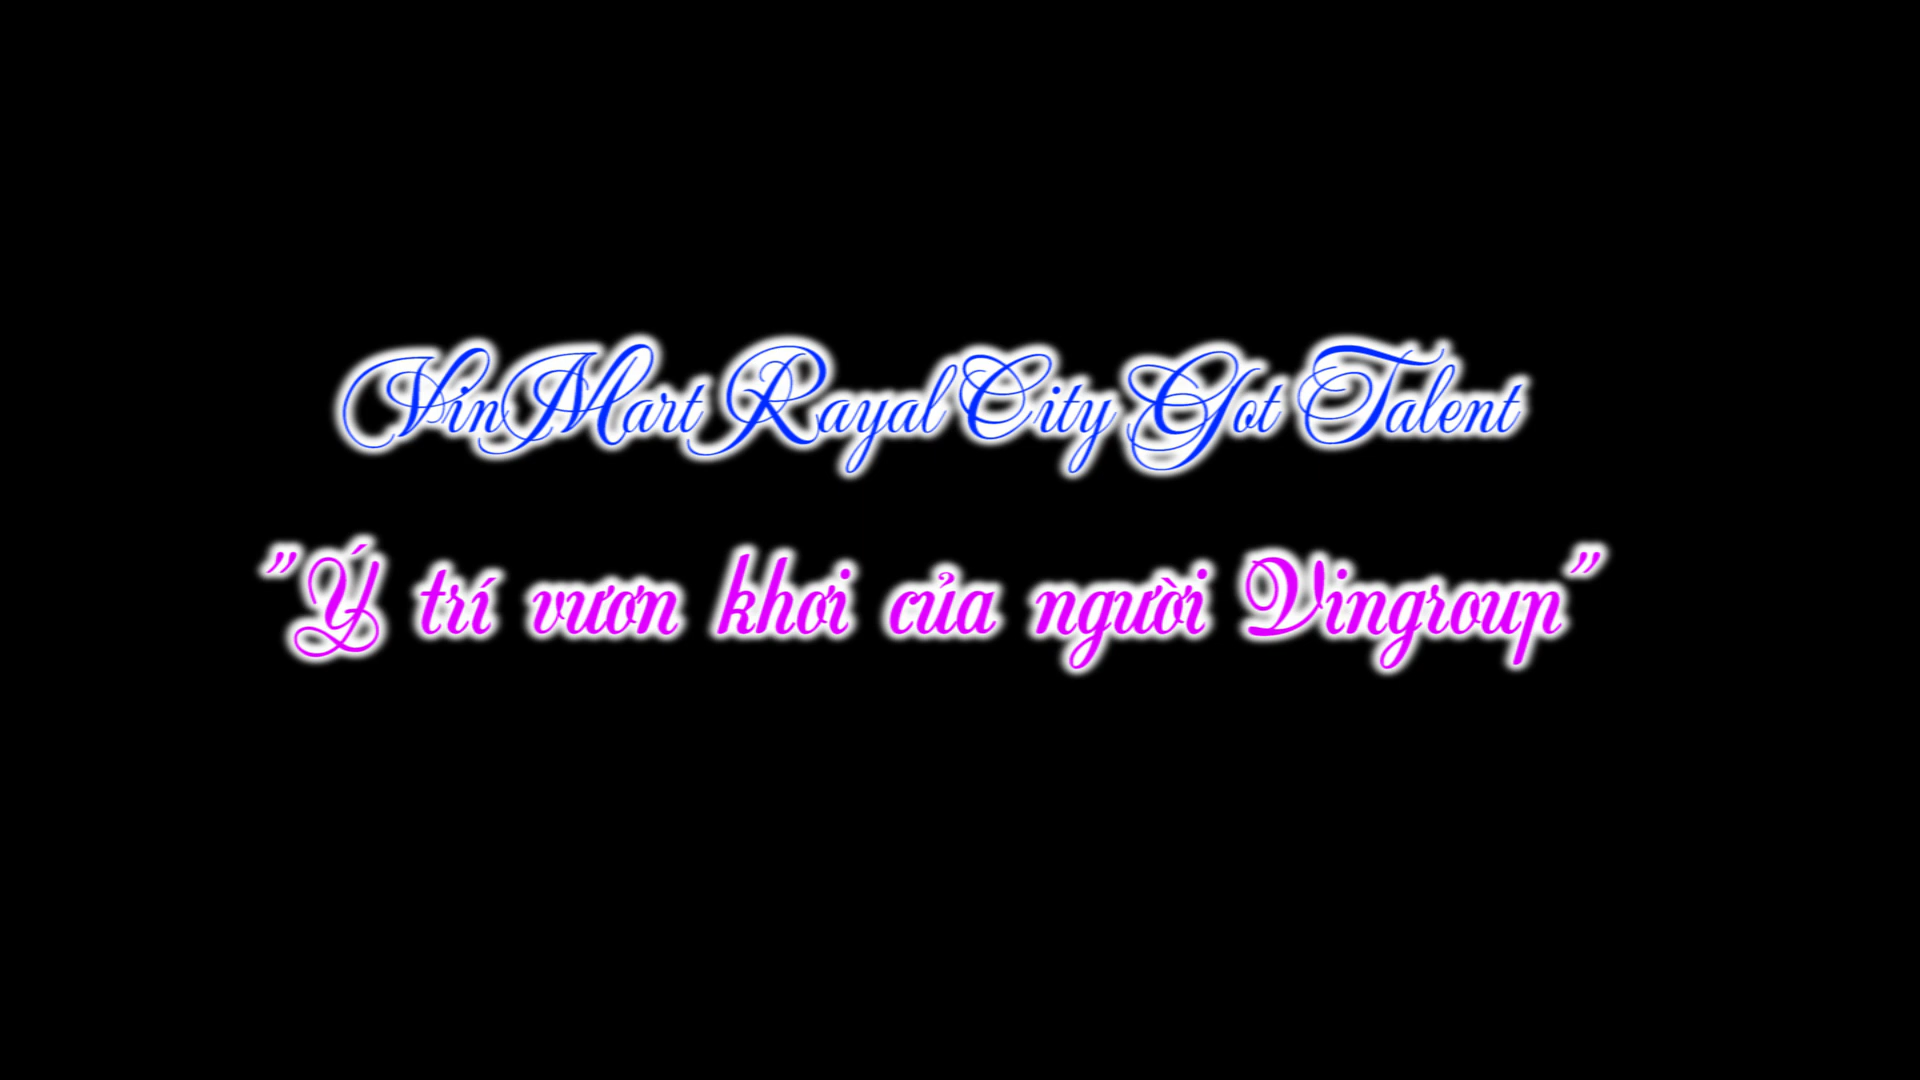 VinMart Rayal City Got Talent
"Ý trí vươn khơi của người Vingroup"